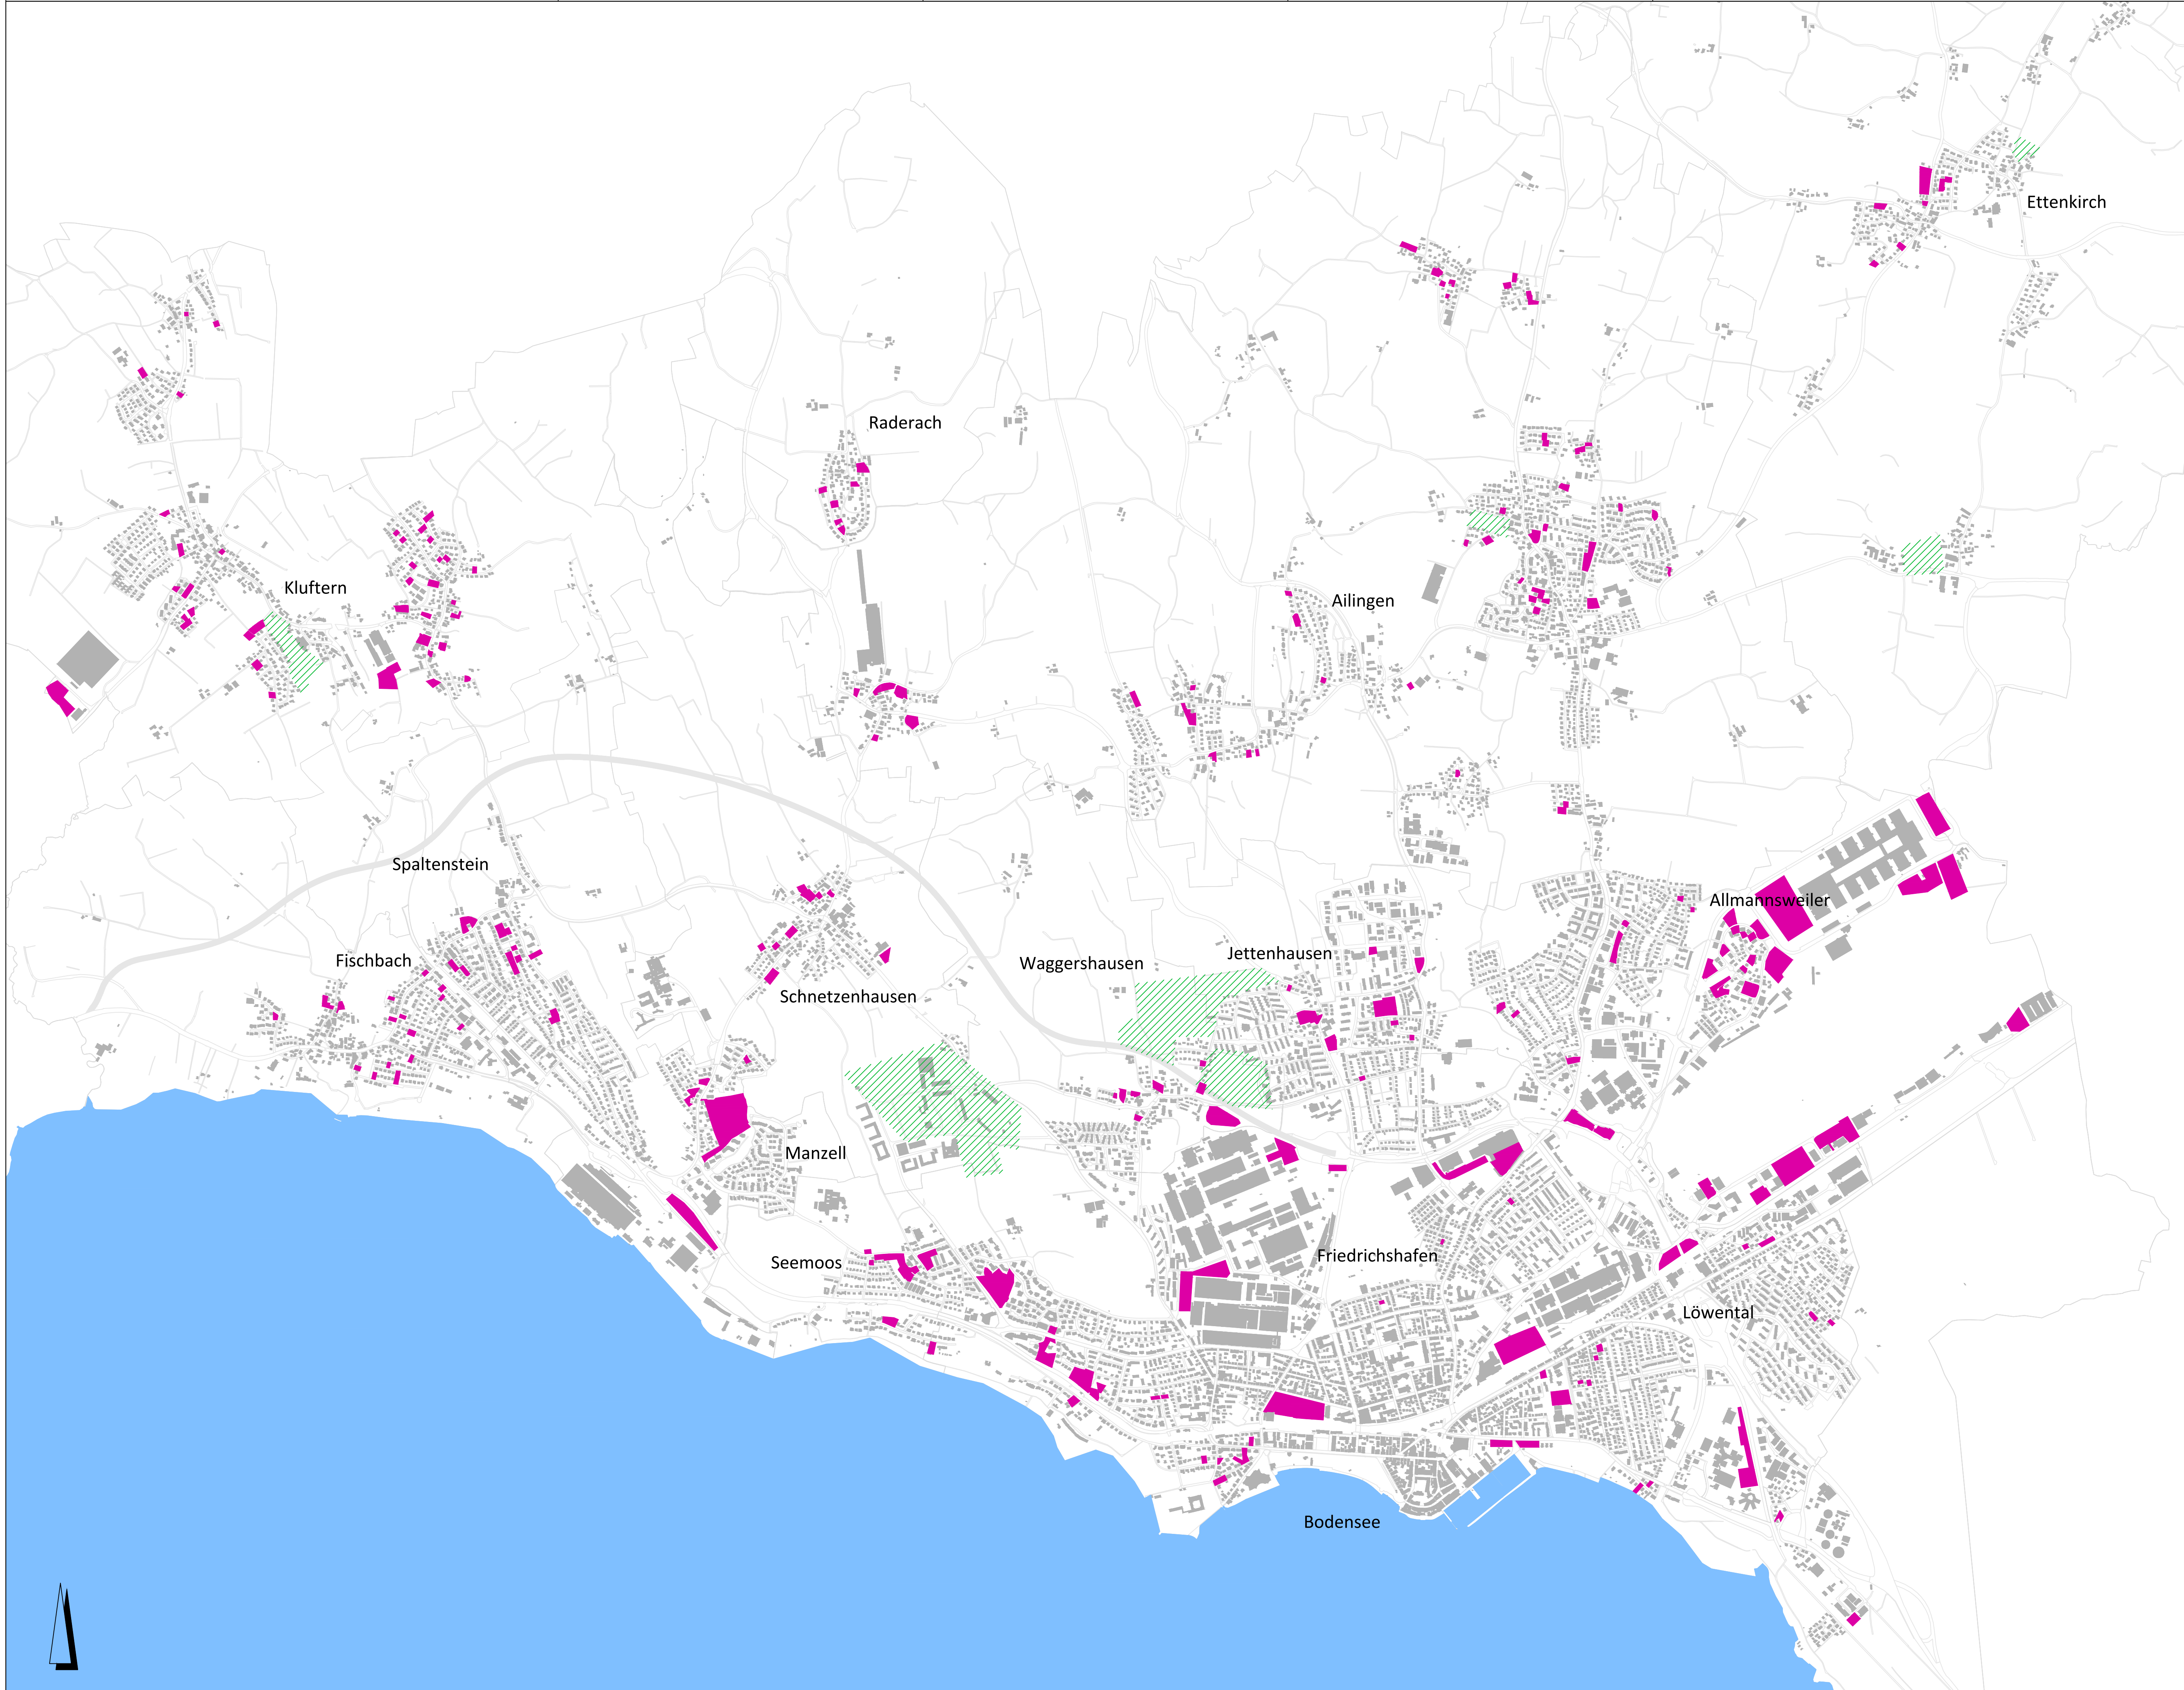 Ettenkirch
Raderach
Kluftern
Ailingen
Spaltenstein
Allmannsweiler
Fischbach
Jettenhausen
Waggershausen
Schnetzenhausen
Manzell
Friedrichshafen
Seemoos
Löwental
Bodensee